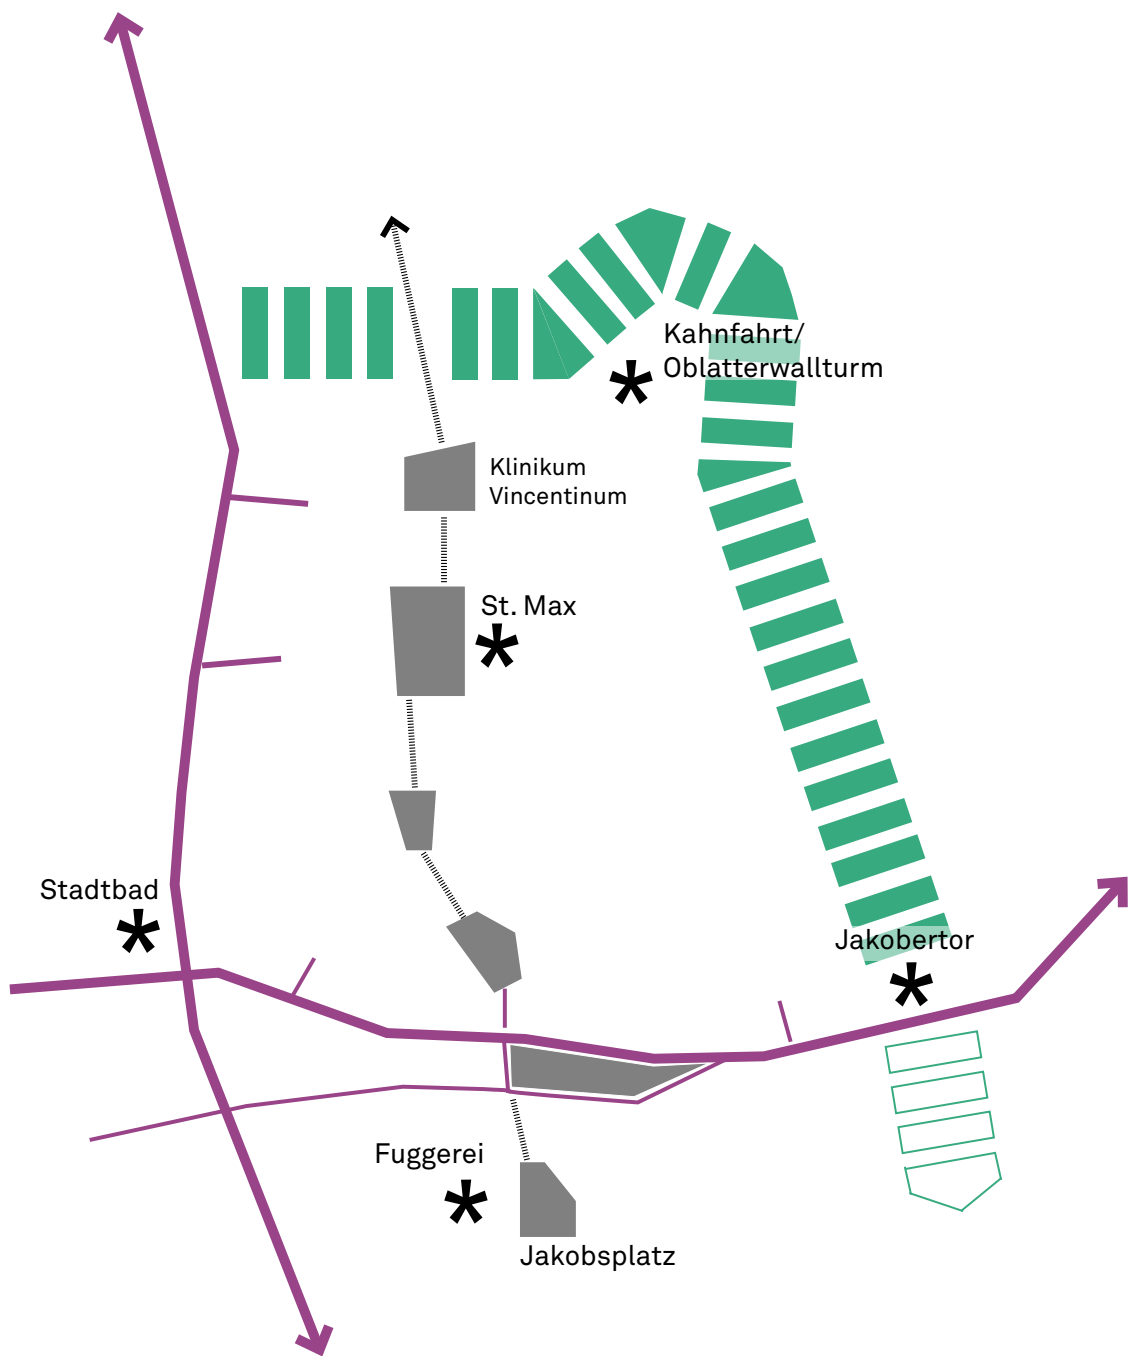 Kahnfahrt/
Oblatterwallturm
Klinikum
Vincentinum
St. Max
Stadtbad
Jakobertor
Fuggerei
Jakobsplatz